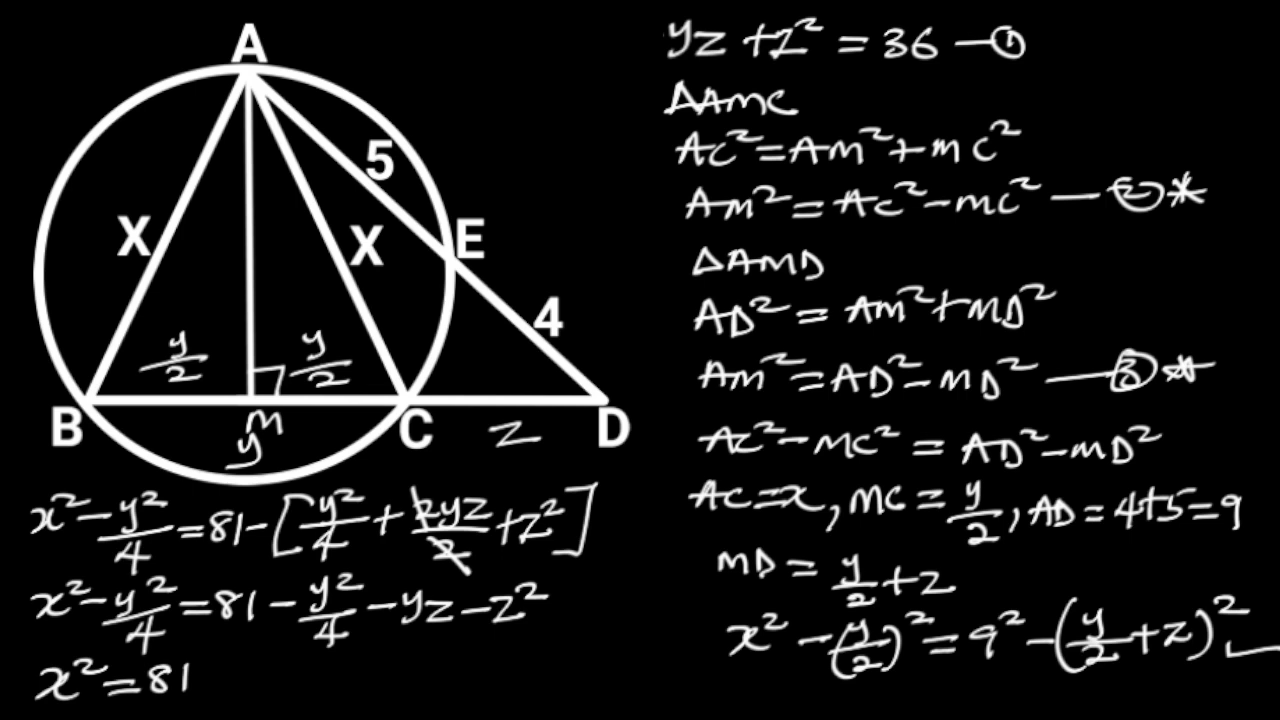 A
5
X
X
E
4
y/2
y/2
B
M
C
D
y
z
yz + z² = 36 — ①
ΔAMC
AC² = AM² + MC²
AM² = AC² - MC² — ② *
ΔAMD
AD² = AM² + MD²
AM² = AD² - MD² — ③ *
AC² - MC² = AD² - MD²
AC = x, MC = y/2, AD = 4+5 = 9
MD = y/2 + z
x² - (y/2)² = 9² - (y/2 + z)²
x² - y²/4 = 81 - [y²/4 + 2yz/2 + z²]
x² - y²/4 = 81 - y²/4 - yz - z²
x² = 81